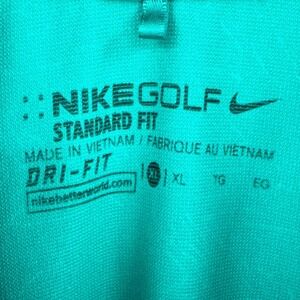 NIKEGOLF
STANDARD FIT
MADE IN VIETNAM / FABRIQUE AU VIETNAM
DRI-FIT
XL XL TG EG
nikebetterworld.com